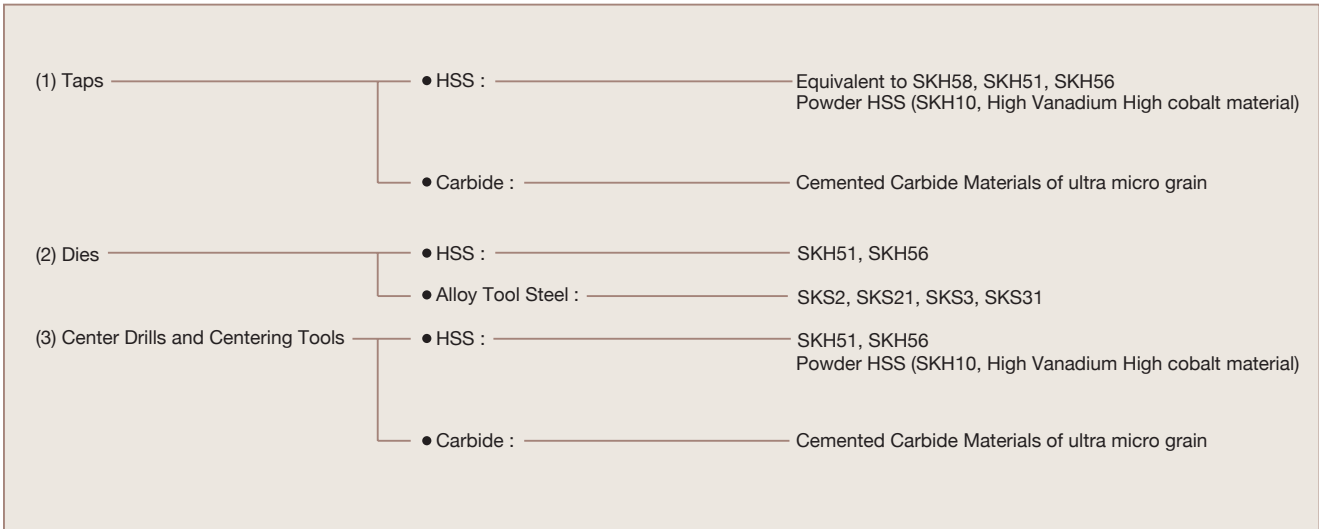 (1) Taps ● HSS : Equivalent to SKH58, SKH51, SKH56
Powder HSS (SKH10, High Vanadium High cobalt material)
● Carbide : Cemented Carbide Materials of ultra micro grain
(2) Dies ● HSS : SKH51, SKH56
● Alloy Tool Steel : SKS2, SKS21, SKS3, SKS31
(3) Center Drills and Centering Tools ● HSS : SKH51, SKH56
Powder HSS (SKH10, High Vanadium High cobalt material)
● Carbide : Cemented Carbide Materials of ultra micro grain